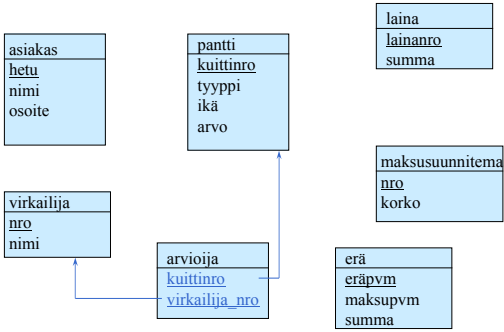 asiakas
hetu
nimi
osoite
pantti
kuittinro
tyyppi
ikä
arvo
laina
lainanro
summa
maksusuunnitema
nro
korko
virkailija
nro
nimi
arvioija
kuittinro
virkailija_nro
erä
eräpvm
maksupvm
summa